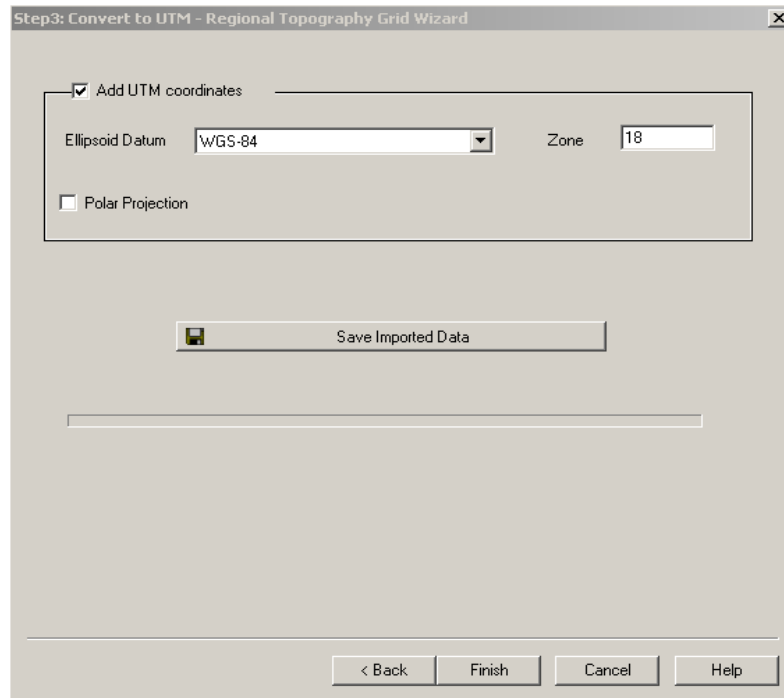 Step3: Convert to UTM - Regional Topography Grid Wizard
Add UTM coordinates
Ellipsoid Datum WGS-84 Zone 18
Polar Projection
Save Imported Data
< Back Finish Cancel Help